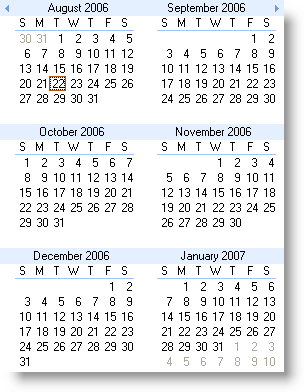 August 2006
S M T W T F S
30 31 1 2 3 4 5
6 7 8 9 10 11 12
13 14 15 16 17 18 19
20 21 22 23 24 25 26
27 28 29 30 31
September 2006
S M T W T F S
1 2
3 4 5 6 7 8 9
10 11 12 13 14 15 16
17 18 19 20 21 22 23
24 25 26 27 28 29 30
October 2006
S M T W T F S
1 2 3 4 5 6 7
8 9 10 11 12 13 14
15 16 17 18 19 20 21
22 23 24 25 26 27 28
29 30 31
November 2006
S M T W T F S
1 2 3 4
5 6 7 8 9 10 11
12 13 14 15 16 17 18
19 20 21 22 23 24 25
26 27 28 29 30
December 2006
S M T W T F S
1 2
3 4 5 6 7 8 9
10 11 12 13 14 15 16
17 18 19 20 21 22 23
24 25 26 27 28 29 30
31
January 2007
S M T W T F S
1 2 3 4 5 6
7 8 9 10 11 12 13
14 15 16 17 18 19 20
21 22 23 24 25 26 27
28 29 30 31 1 2 3
4 5 6 7 8 9 10